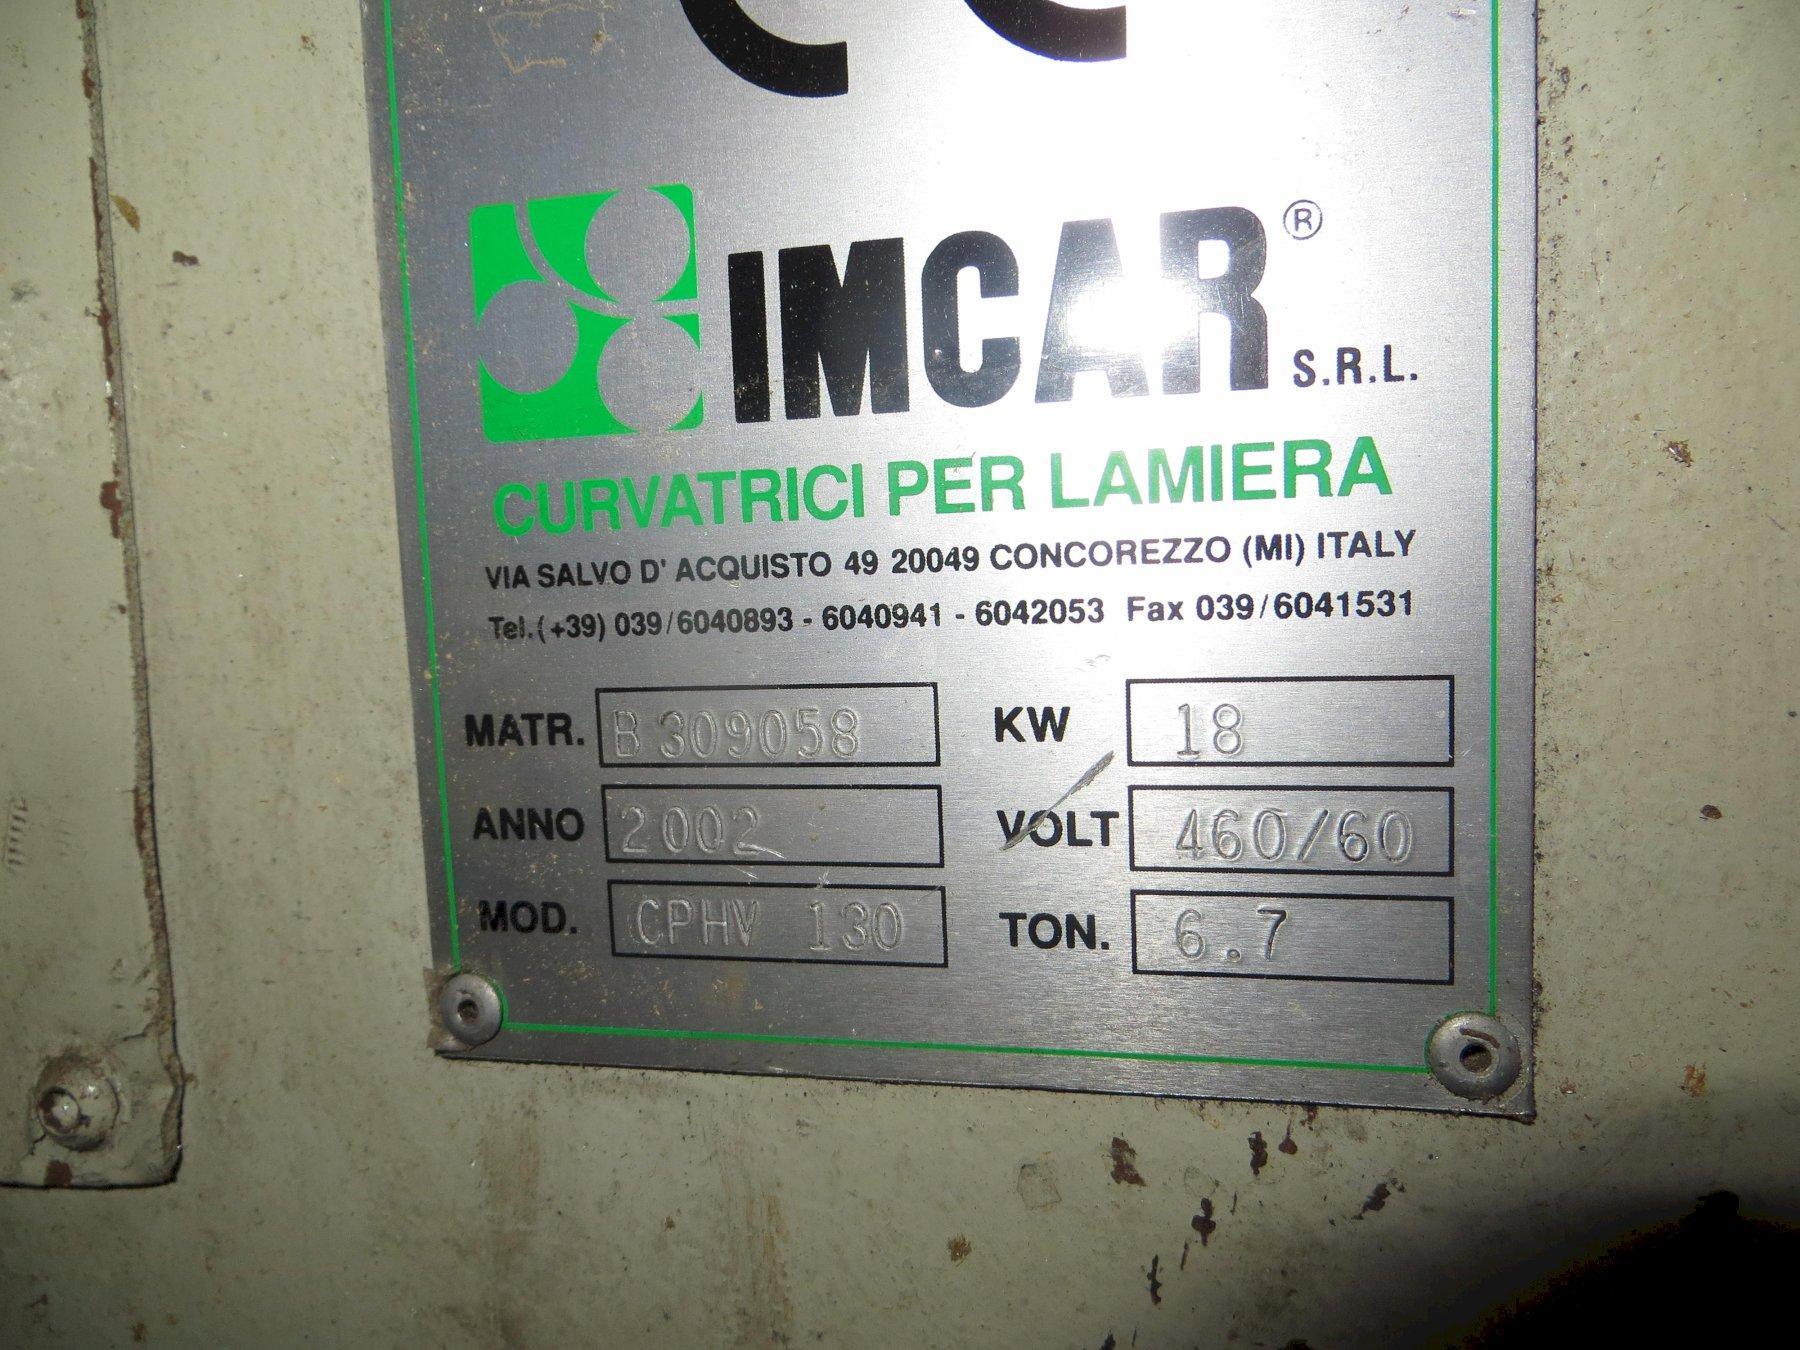 CE
IMCAR ® S.R.L.
CURVATRICI PER LAMIERA
VIA SALVO D' ACQUISTO 49 20049 CONCOREZZO (MI) ITALY
Tel.(+39) 039/6040893 - 6040941 - 6042053 Fax 039/6041531
MATR. B 309058 KW 18
ANNO 2002 VOLT 460/60
MOD. CPHV 130 TON. 6.7